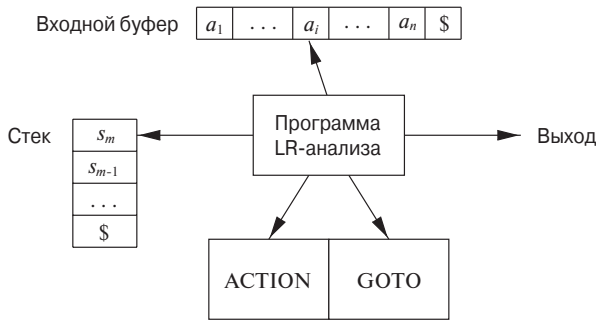 Входной буфер a1 . . . ai . . . an $
Программа
LR-анализа
Стек
Выход
sm
sm-1
. . .
$
ACTION GOTO